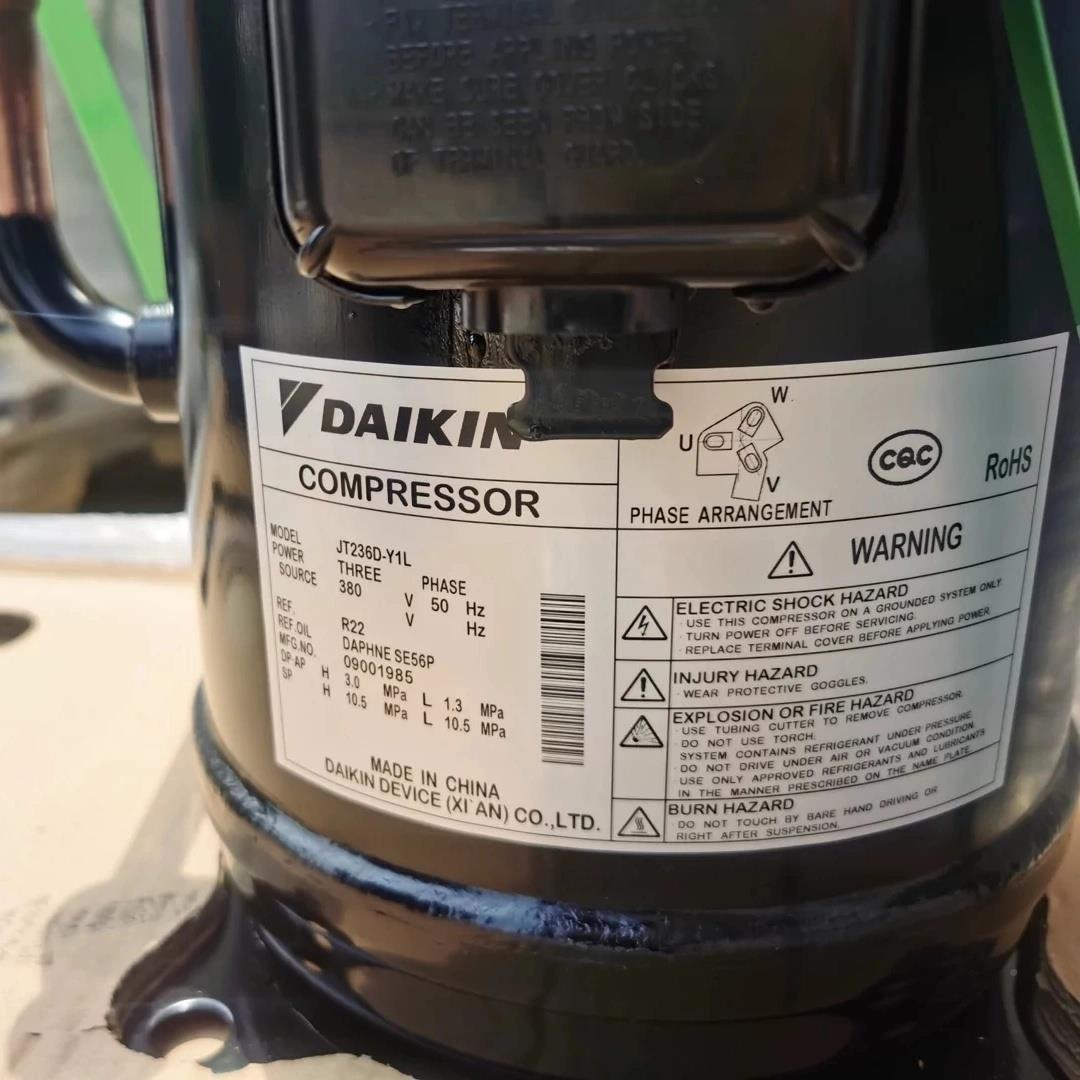 BEFORE
MAKE SURE
CAN BE SEEN FROM SIDE
OF TERMINAL
DAIKIN
COMPRESSOR
MODEL JT236D-Y1L
POWER THREE PHASE
SOURCE 380 V 50 Hz
V Hz
REF. R22
REF.OIL DAPHNE SE56P
MFG.NO. 09001985
DP-AP H 3.0 MPa L 1.3 MPa
SP H 10.5 MPa L 10.5 MPa
MADE IN CHINA
DAIKIN DEVICE (XI`AN) CO.,LTD.
W
U
V
PHASE ARRANGEMENT
CQC
RoHS
WARNING
ELECTRIC SHOCK HAZARD
· USE THIS COMPRESSOR ON A GROUNDED SYSTEM ONLY.
· TURN POWER OFF BEFORE SERVICING.
· REPLACE TERMINAL COVER BEFORE APPLYING POWER.
INJURY HAZARD
· WEAR PROTECTIVE GOGGLES.
EXPLOSION OR FIRE HAZARD
· USE TUBING CUTTER TO REMOVE COMPRESSOR.
· DO NOT USE TORCH.
SYSTEM CONTAINS REFRIGERANT UNDER PRESSURE.
· DO NOT DRIVE UNDER AIR OR VACUUM CONDITION.
USE ONLY APPROVED REFRIGERANTS AND LUBRICANTS
IN THE MANNER PRESCRIBED ON THE NAME PLATE.
BURN HAZARD
· DO NOT TOUCH BY BARE HAND DRIVING OR
RIGHT AFTER SUSPENSION.